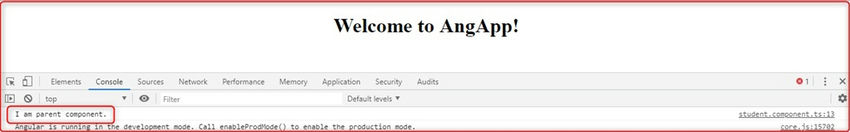 Welcome to AngApp!
Elements Console Sources Network Performance Memory Application Security Audits 1
top Filter Default levels
I am parent component. student.component.ts:13
Angular is running in the development mode. Call enableProdMode() to enable the production mode. core.js:15702